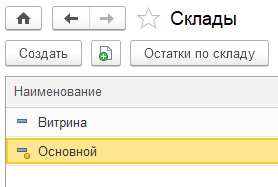 Склады
Создать Остатки по складу
Наименование
Витрина
Основной